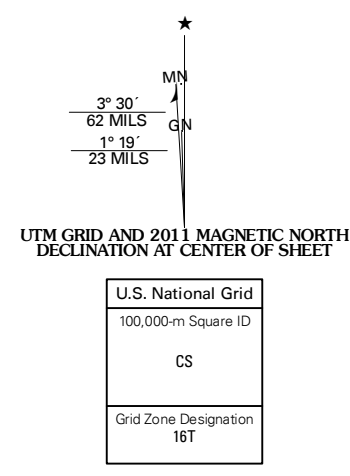 ★
MN
3° 30´
62 MILS
GN
1° 19´
23 MILS
UTM GRID AND 2011 MAGNETIC NORTH
DECLINATION AT CENTER OF SHEET
U.S. National Grid
100,000-m Square ID
CS
Grid Zone Designation
16T